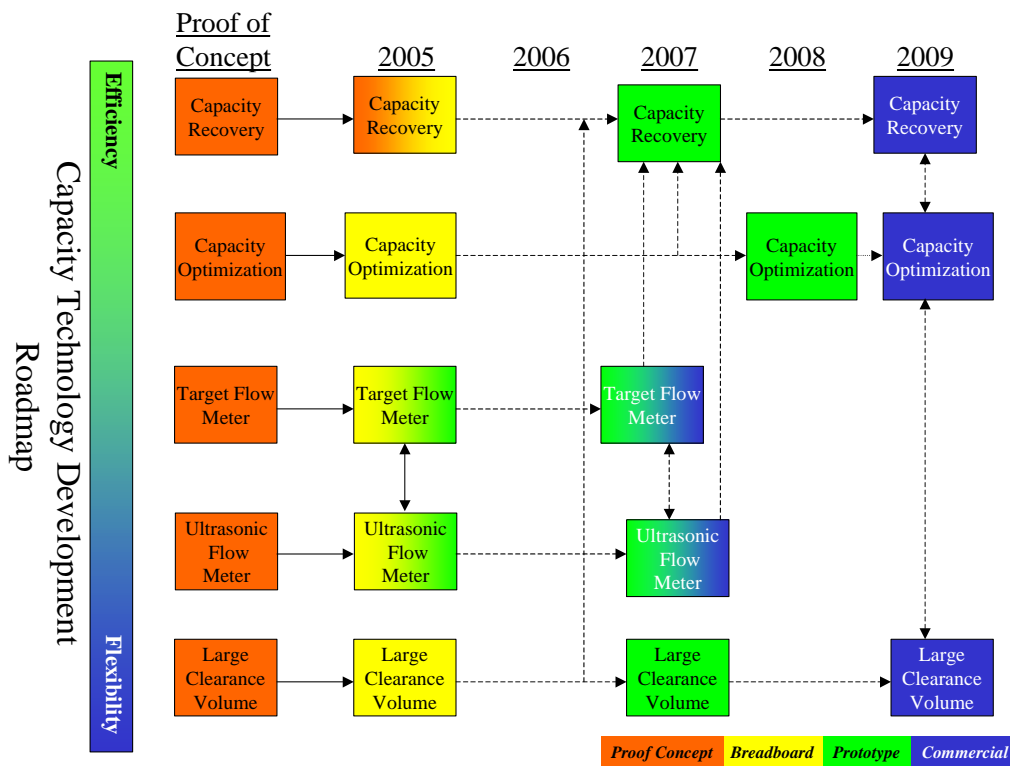 Proof of
Concept
2005
2006
2007
2008
2009
Efficiency
Flexibility
Capacity Technology Development
Roadmap
Capacity
Recovery
Capacity
Recovery
Capacity
Recovery
Capacity
Recovery
Capacity
Optimization
Capacity
Optimization
Capacity
Optimization
Capacity
Optimization
Target Flow
Meter
Target Flow
Meter
Target Flow
Meter
Ultrasonic
Flow
Meter
Ultrasonic
Flow
Meter
Ultrasonic
Flow
Meter
Large
Clearance
Volume
Large
Clearance
Volume
Large
Clearance
Volume
Large
Clearance
Volume
Proof Concept
Breadboard
Prototype
Commercial